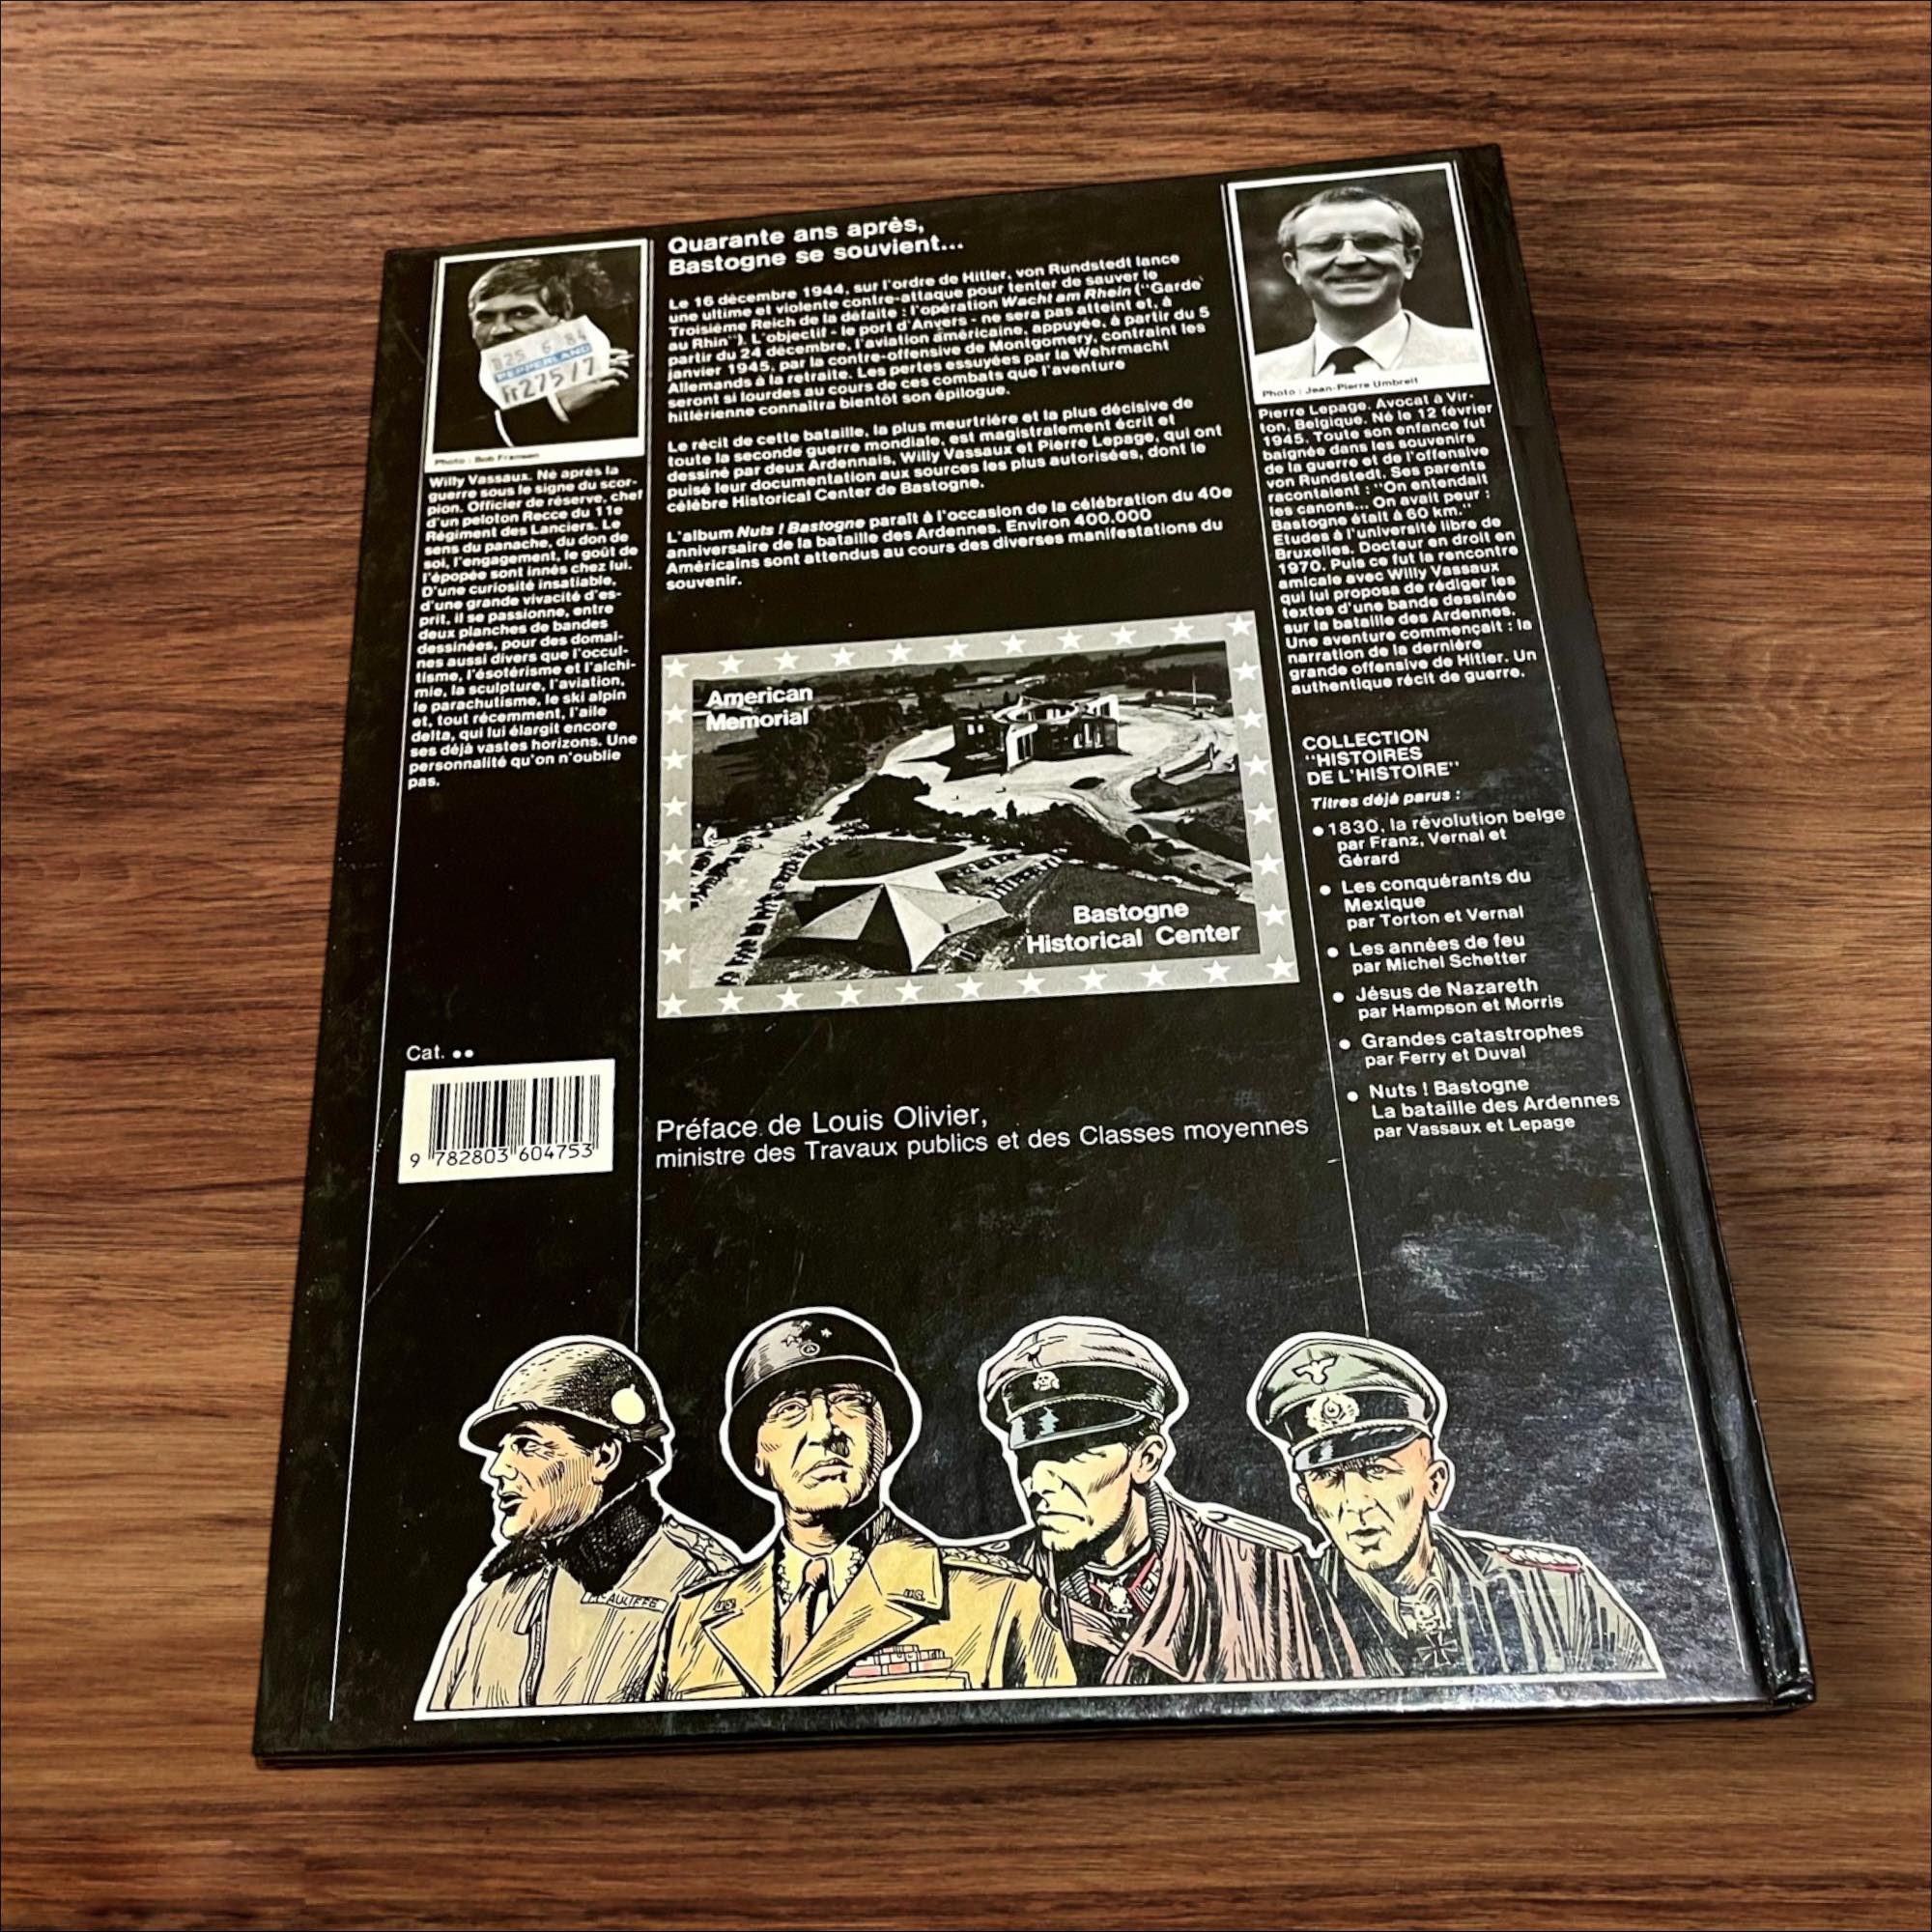 Quarante ans après,
Bastogne se souvient...
Le 16 décembre 1944, sur l'ordre de Hitler, von Rundstedt lance
une ultime et violente contre-attaque pour tenter de sauver le
Troisième Reich de la défaite : l'opération Wacht am Rhein ("Garde
au Rhin"). L'objectif - le port d'Anvers - ne sera pas atteint et, à
partir du 24 décembre, l'aviation américaine, appuyée, à partir du 5
janvier 1945, par la contre-offensive de Montgomery, contraint les
Allemands à la retraite. Les pertes essuyées par la Wehrmacht
seront si lourdes au cours de ces combats que l'aventure
hitlérienne connaîtra bientôt son épilogue.
Le récit de cette bataille, la plus meurtrière et la plus décisive de
toute la seconde guerre mondiale, est magistralement écrit et
dessiné par deux Ardennais, Willy Vassaux et Pierre Lepage, qui ont
puisé leur documentation aux sources les plus autorisées, dont le
célèbre Historical Center de Bastogne.
L'album Nuts ! Bastogne paraît à l'occasion de la célébration du 40e
anniversaire de la bataille des Ardennes. Environ 400.000
Américains sont attendus au cours des diverses manifestations du
souvenir.
D25 6 84
PEPPERLAND
Fr275/7
Photo : Bob Fransen
Willy Vassaux. Né après la
guerre sous le signe du scor-
pion. Officier de réserve, chef
d'un peloton Recce du 11e
Régiment des Lanciers. Le
sens du panache, du don de
soi, l'engagement, le goût de
l'épopée sont innés chez lui.
D'une curiosité insatiable,
d'une grande vivacité d'es-
prit, il se passionne, entre
deux planches de bandes
dessinées, pour des domai-
nes aussi divers que l'occul-
tisme, l'ésotérisme et l'alchi-
mie, la sculpture, l'aviation,
le parachutisme, le ski alpin
et, tout récemment, l'aile
delta, qui lui élargit encore
ses déjà vastes horizons. Une
personnalité qu'on n'oublie
pas.
Photo : Jean-Pierre Umbreit
Pierre Lepage. Avocat à Vir-
ton, Belgique. Né le 12 février
1945. Toute son enfance fut
baignée dans les souvenirs
de la guerre et de l'offensive
von Rundstedt. Ses parents
racontaient : "On entendait
les canons... On avait peur :
Bastogne était à 60 km."
Etudes à l'université libre de
Bruxelles. Docteur en droit en
1970. Puis ce fut la rencontre
amicale avec Willy Vassaux
qui lui proposa de rédiger les
textes d'une bande dessinée
sur la bataille des Ardennes.
Une aventure commençait : la
narration de la dernière
grande offensive de Hitler. Un
authentique récit de guerre.
American
Memorial
Bastogne
Historical Center
COLLECTION
"HISTOIRES
DE L'HISTOIRE"
Titres déjà parus :
● 1830, la révolution belge
par Franz, Vernal et
Gérard
● Les conquérants du
Mexique
par Torton et Vernal
● Les années de feu
par Michel Schetter
● Jésus de Nazareth
par Hampson et Morris
● Grandes catastrophes
par Ferry et Duval
● Nuts ! Bastogne
La bataille des Ardennes
par Vassaux et Lepage
Cat. ●●
9 782803 604753
Préface de Louis Olivier,
ministre des Travaux publics et des Classes moyennes
McAULIFFE
U.S.
U.S.